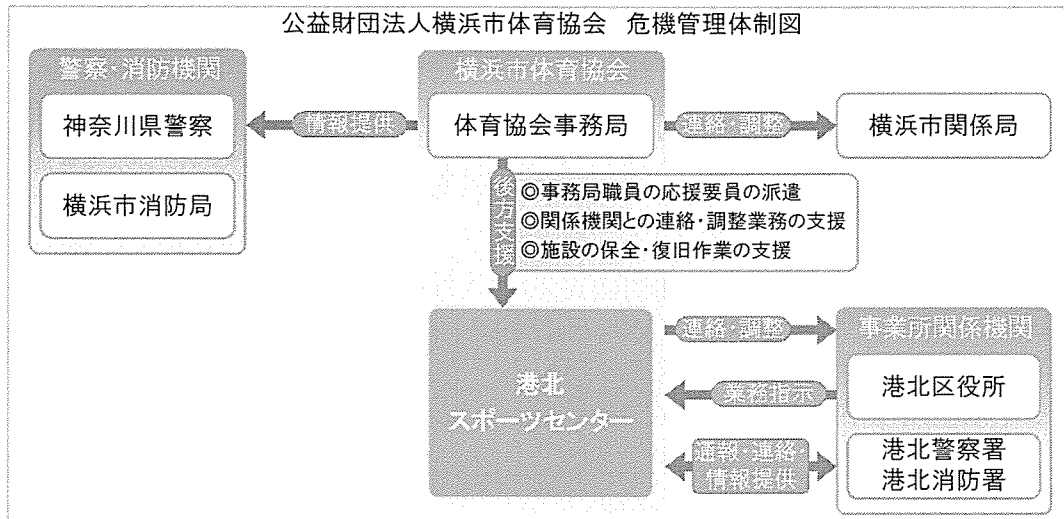 公益財団法人横浜市体育協会 危機管理体制図
警察・消防機関
神奈川県警察
横浜市消防局
情報提供
横浜市体育協会
体育協会事務局
連絡・調整
横浜市関係局
後方支援
◎事務局職員の応援要員の派遣
◎関係機関との連絡・調整業務の支援
◎施設の保全・復旧作業の支援
港北
スポーツセンター
連絡・調整
業務指示
通報・連絡・
情報提供
事業所関係機関
港北区役所
港北警察署
港北消防署